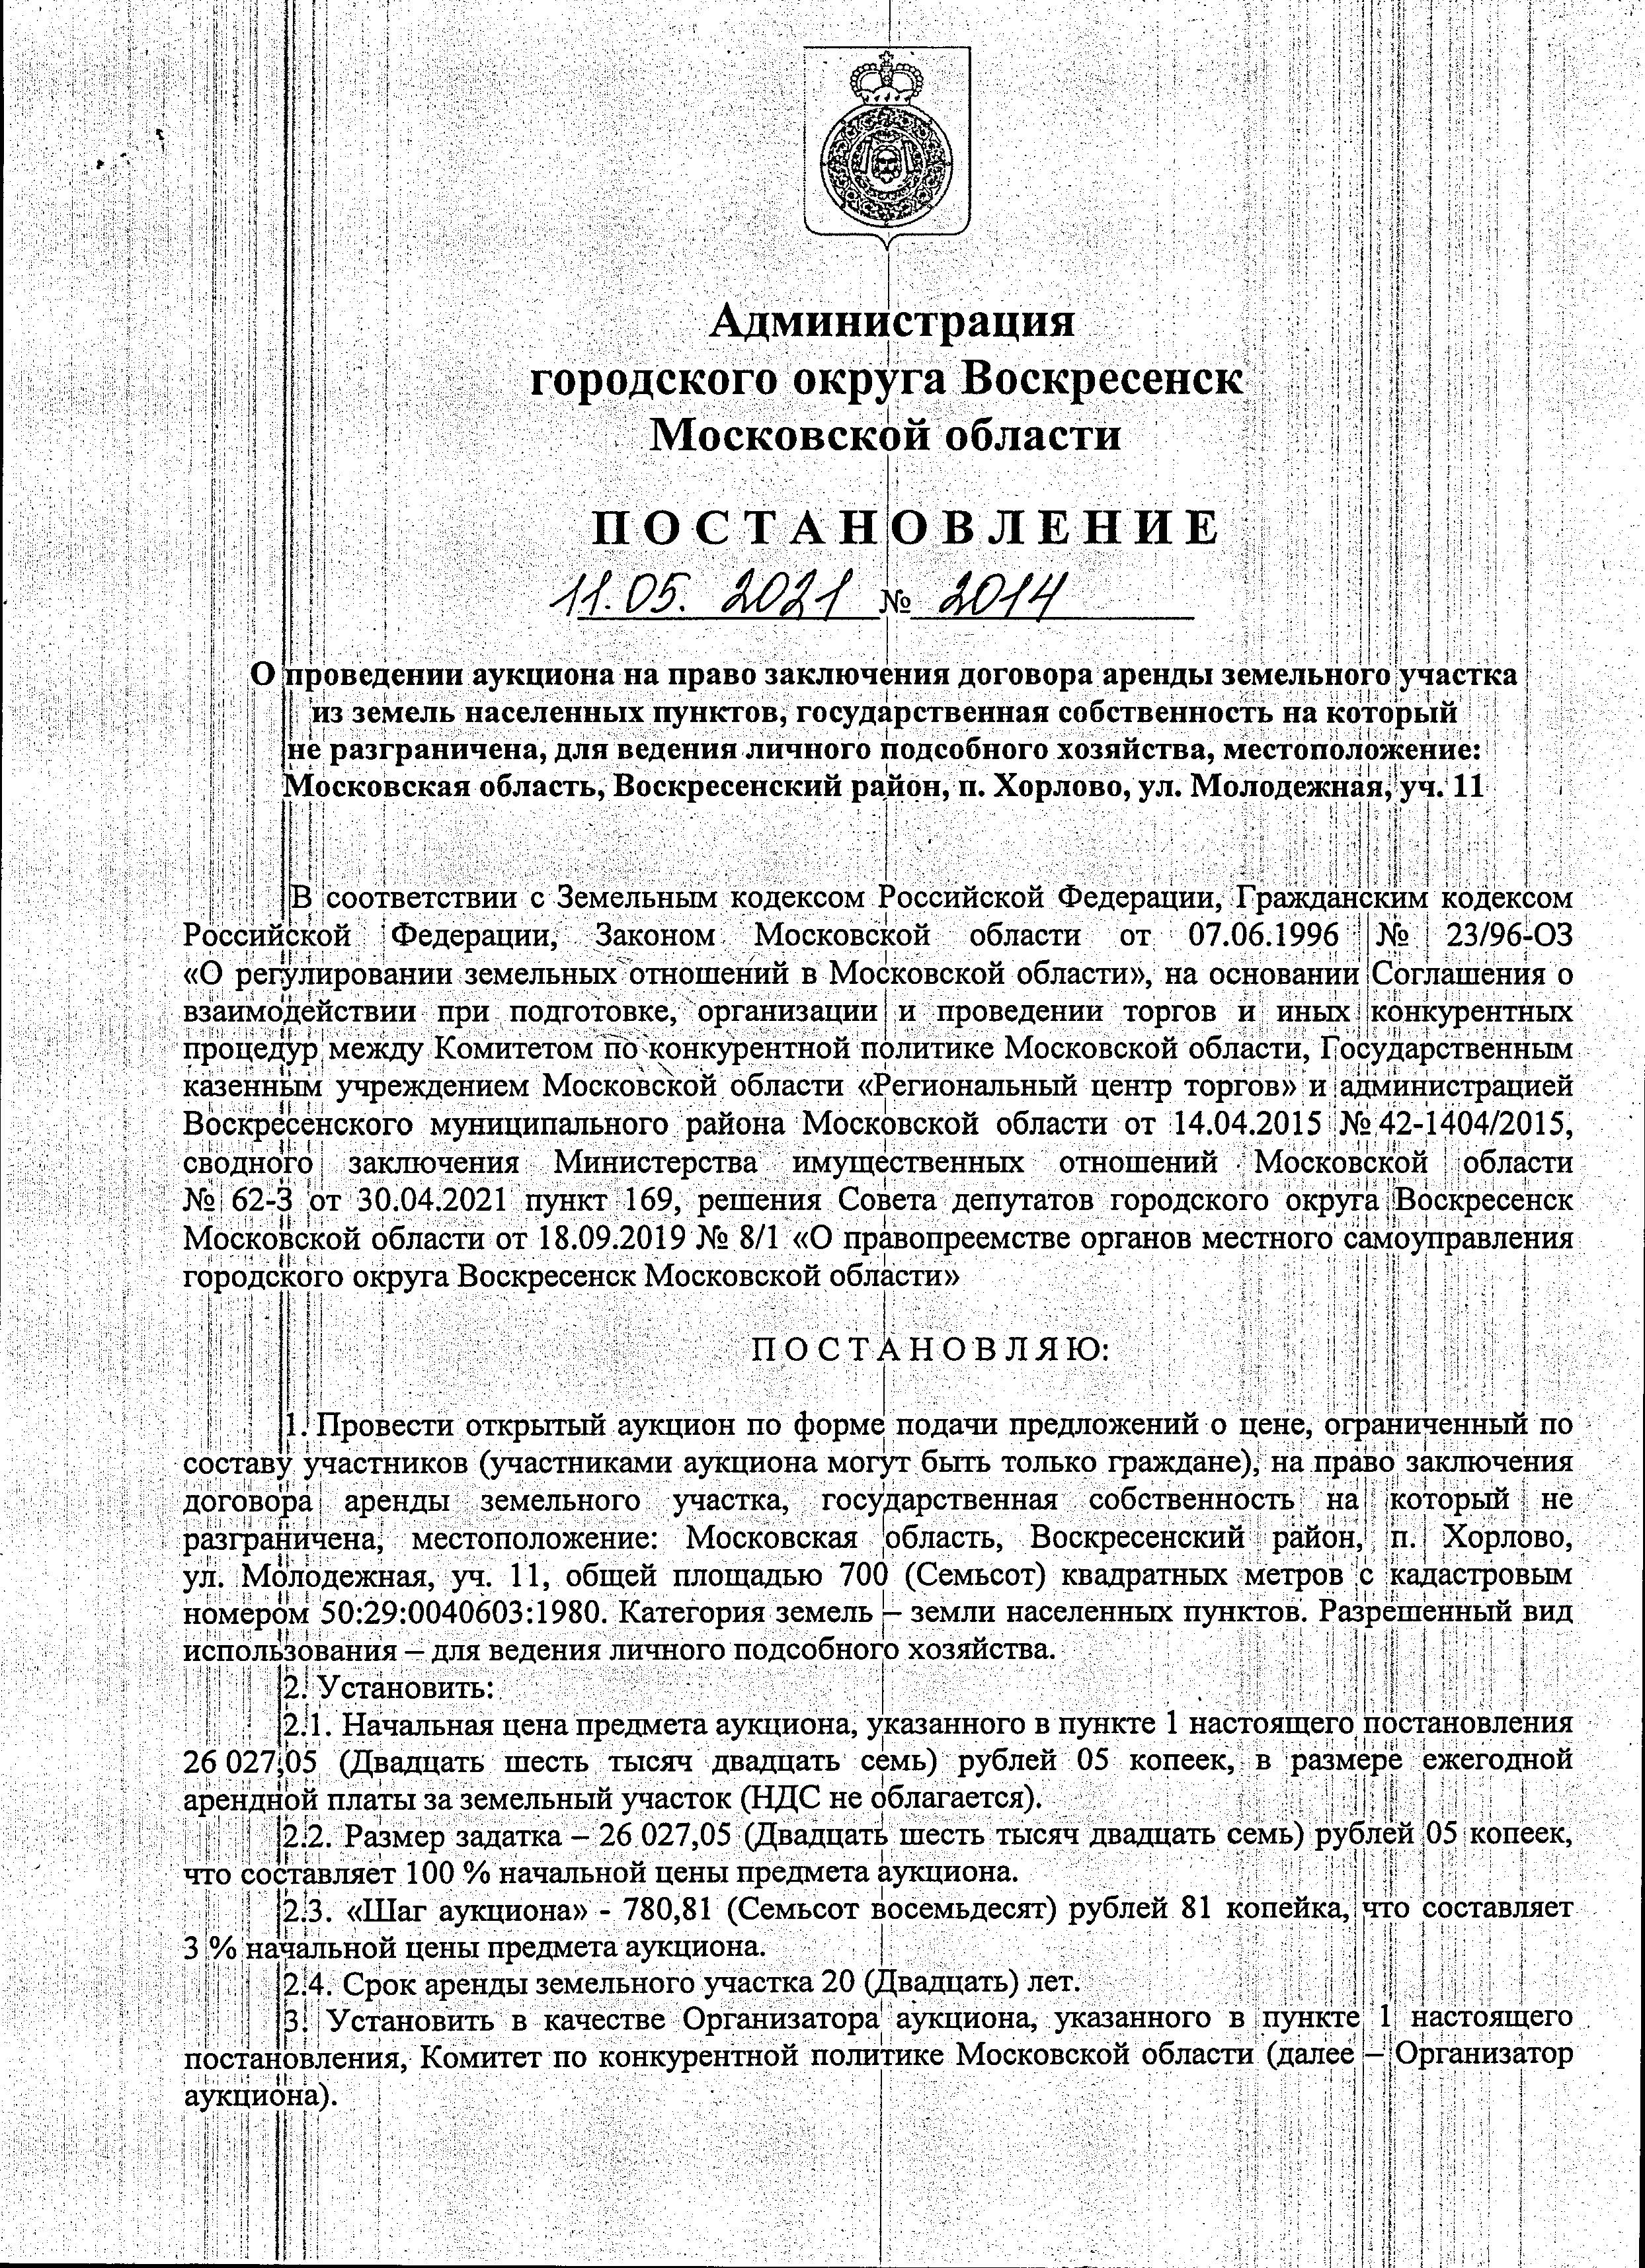 Администрация
городского округа Воскресенск
Московской области
ПОСТАНОВЛЕНИЕ
11.05.2021 № 2014
О проведении аукциона на право заключения договора аренды земельного участка
из земель населенных пунктов, государственная собственность на который
не разграничена, для ведения личного подсобного хозяйства, местоположение:
Московская область, Воскресенский район, п. Хорлово, ул. Молодежная, уч. 11
В соответствии с Земельным кодексом Российской Федерации, Гражданским кодексом
Российской Федерации, Законом Московской области от 07.06.1996 № 23/96-ОЗ
«О регулировании земельных отношений в Московской области», на основании Соглашения о
взаимодействии при подготовке, организации и проведении торгов и иных конкурентных
процедур между Комитетом по конкурентной политике Московской области, Государственным
казенным учреждением Московской области «Региональный центр торгов» и администрацией
Воскресенского муниципального района Московской области от 14.04.2015 № 42-1404/2015,
сводного заключения Министерства имущественных отношений Московской области
№ 62-З от 30.04.2021 пункт 169, решения Совета депутатов городского округа Воскресенск
Московской области от 18.09.2019 № 8/1 «О правопреемстве органов местного самоуправления
городского округа Воскресенск Московской области»
ПОСТАНОВЛЯЮ:
1. Провести открытый аукцион по форме подачи предложений о цене, ограниченный по
составу участников (участниками аукциона могут быть только граждане), на право заключения
договора аренды земельного участка, государственная собственность на который не
разграничена, местоположение: Московская область, Воскресенский район, п. Хорлово,
ул. Молодежная, уч. 11, общей площадью 700 (Семьсот) квадратных метров с кадастровым
номером 50:29:0040603:1980. Категория земель – земли населенных пунктов. Разрешенный вид
использования – для ведения личного подсобного хозяйства.
2. Установить:
2.1. Начальная цена предмета аукциона, указанного в пункте 1 настоящего постановления
26 027,05 (Двадцать шесть тысяч двадцать семь) рублей 05 копеек, в размере ежегодной
арендной платы за земельный участок (НДС не облагается).
2.2. Размер задатка – 26 027,05 (Двадцать шесть тысяч двадцать семь) рублей 05 копеек,
что составляет 100 % начальной цены предмета аукциона.
2.3. «Шаг аукциона» - 780,81 (Семьсот восемьдесят) рублей 81 копейка, что составляет
3 % начальной цены предмета аукциона.
2.4. Срок аренды земельного участка 20 (Двадцать) лет.
3. Установить в качестве Организатора аукциона, указанного в пункте 1 настоящего
постановления, Комитет по конкурентной политике Московской области (далее – Организатор
аукциона).